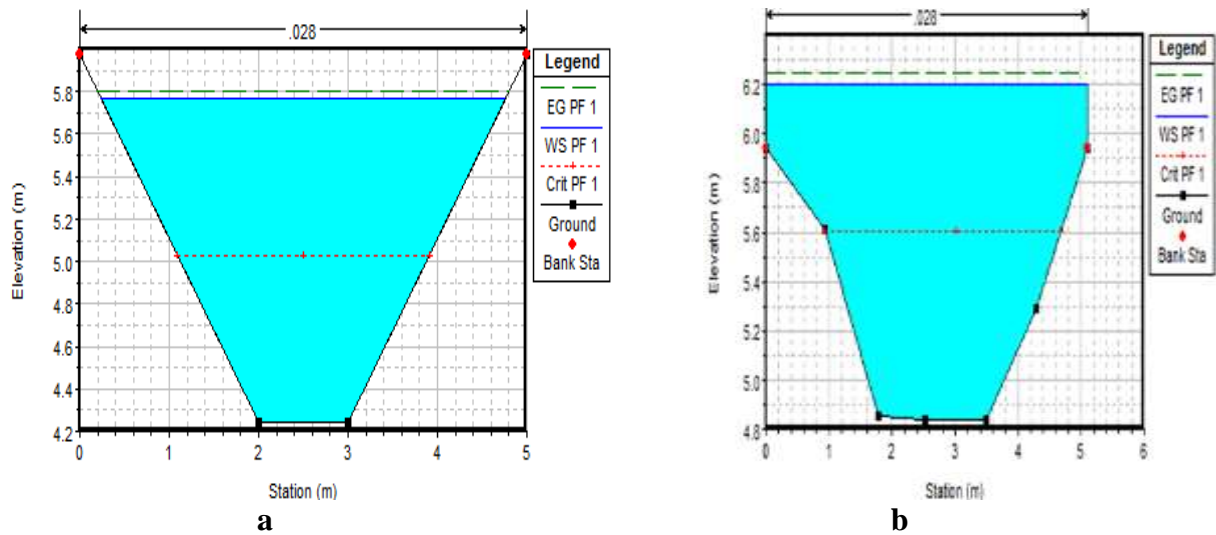 .028
5.8
5.6
5.4
5.2
5.0
4.8
4.6
4.4
4.2
0 1 2 3 4 5
Elevation (m)
Station (m)
Legend
EG PF 1
WS PF 1
Crit PF 1
Ground
Bank Sta
a
.028
6.2
6.0
5.8
5.6
5.4
5.2
5.0
4.8
0 1 2 3 4 5 6
Elevation (m)
Station (m)
Legend
EG PF 1
WS PF 1
Crit PF 1
Ground
Bank Sta
b